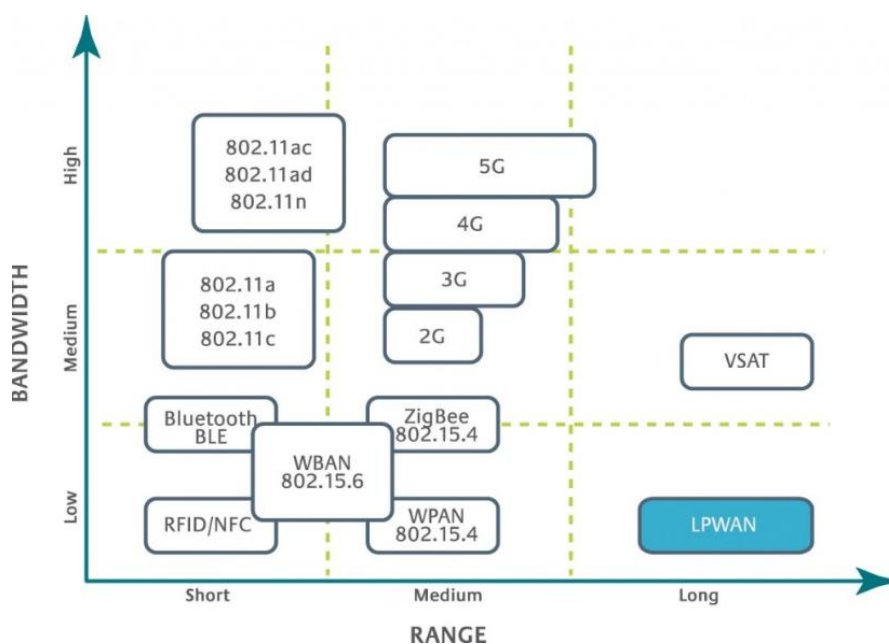 BANDWIDTH
High
Medium
Low
802.11ac
802.11ad
802.11n
5G
4G
802.11a
802.11b
802.11c
3G
2G
VSAT
Bluetooth
BLE
ZigBee
802.15.4
WBAN
802.15.6
RFID/NFC
WPAN
802.15.4
LPWAN
Short
Medium
Long
RANGE